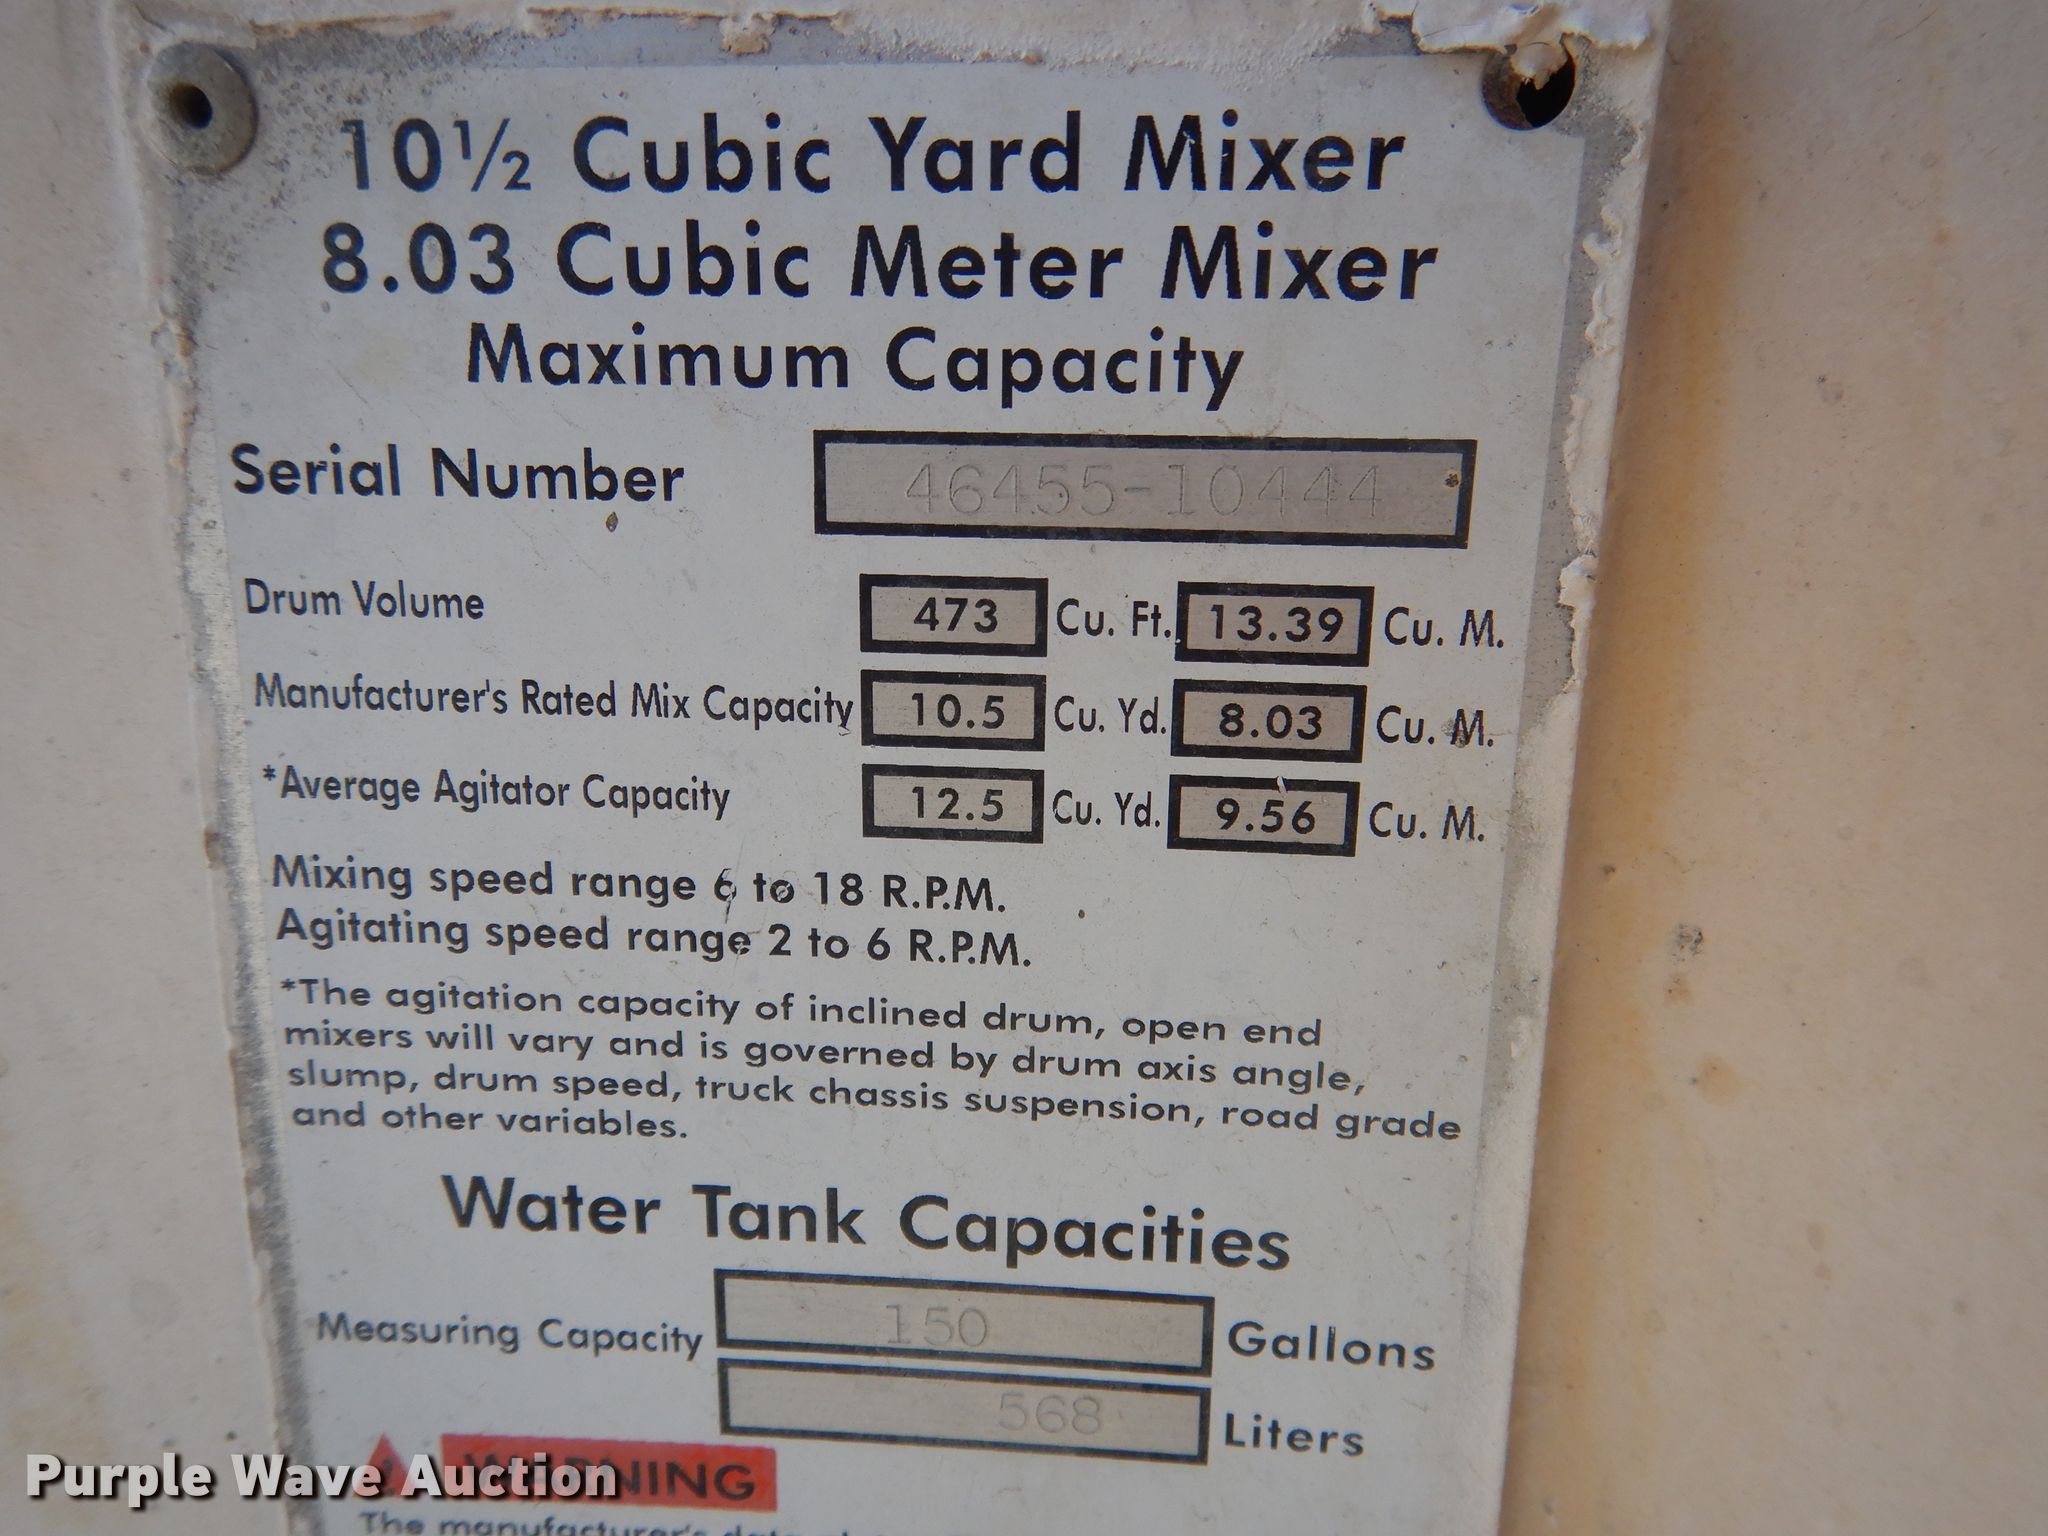 10½ Cubic Yard Mixer
8.03 Cubic Meter Mixer
Maximum Capacity
Serial Number 46455-10444
Drum Volume 473 Cu. Ft. 13.39 Cu. M.
Manufacturer's Rated Mix Capacity 10.5 Cu. Yd. 8.03 Cu. M.
*Average Agitator Capacity 12.5 Cu. Yd. 9.56 Cu. M.
Mixing speed range 6 to 18 R.P.M.
Agitating speed range 2 to 6 R.P.M.
*The agitation capacity of inclined drum, open end
mixers will vary and is governed by drum axis angle,
slump, drum speed, truck chassis suspension, road grade
and other variables.
Water Tank Capacities
Measuring Capacity 150 Gallons
568 Liters
WARNING
Purple Wave Auction
The manufacturer's